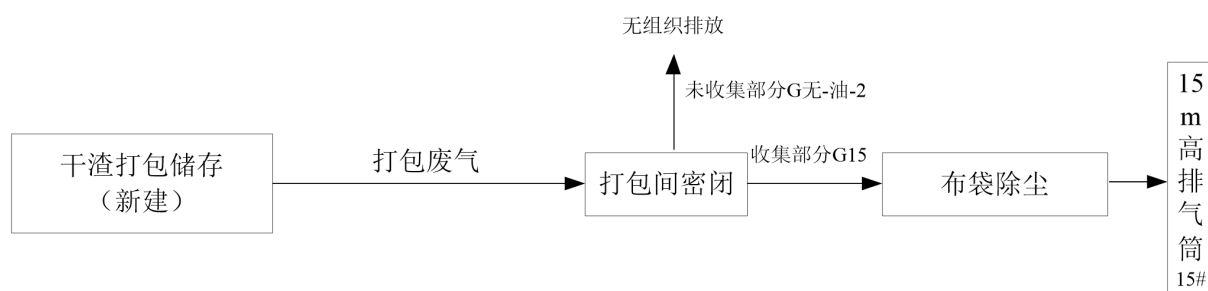 无组织排放
未收集部分G无-油-2
干渣打包储存
（新建）
打包废气
打包间密闭
收集部分G15
布袋除尘
15
m
高
排
气
筒
15#